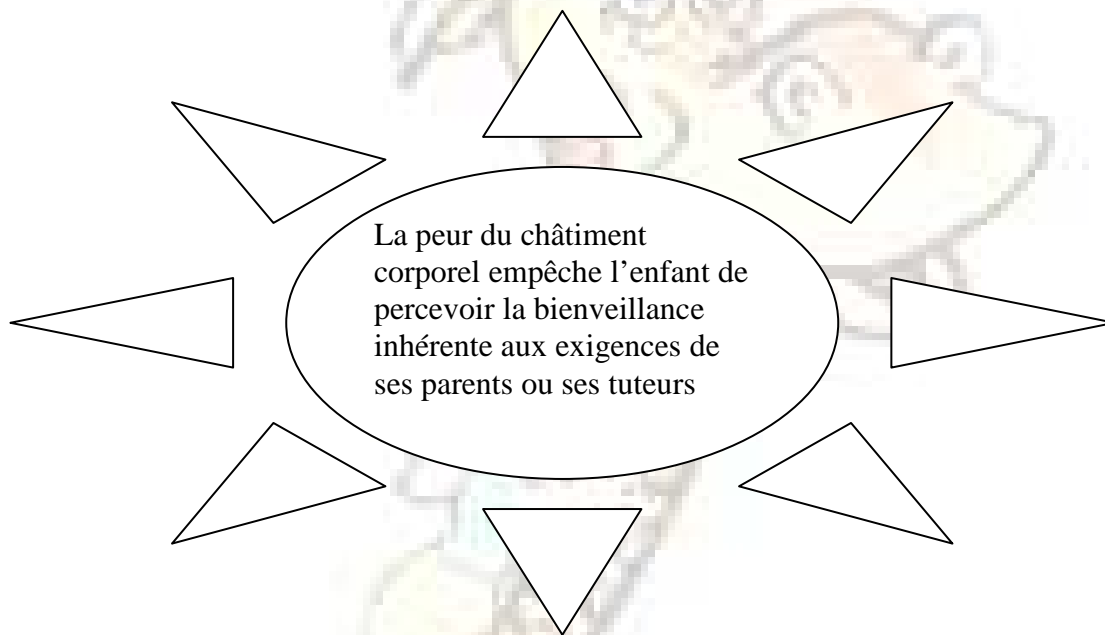 La peur du châtiment
corporel empêche l’enfant de
percevoir la bienveillance
inhérente aux exigences de
ses parents ou ses tuteurs